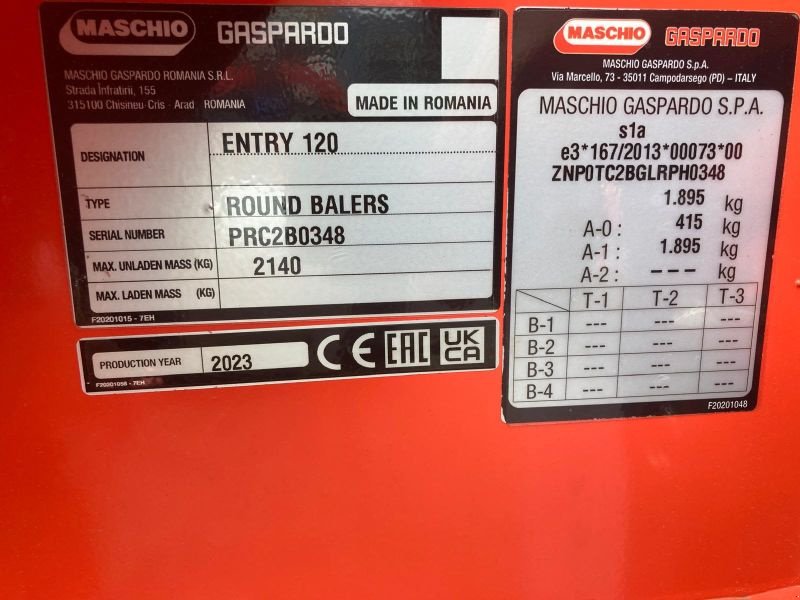 MASCHIO GASPARDO
MASCHIO GASPARDO ROMANIA S.R.L.
Strada Înfratirii, 155
315100 Chisineu-Cris - Arad ROMANIA
MADE IN ROMANIA
DESIGNATION ENTRY 120
TYPE ROUND BALERS
SERIAL NUMBER PRC2B0348
MAX. UNLADEN MASS (KG) 2140
MAX. LADEN MASS (KG)
F20201015 - 7EH
PRODUCTION YEAR 2023
CE EAC UKCA
F20201056 - 7EH
MASCHIO GASPARDO
MASCHIO GASPARDO S.p.A.
Via Marcello, 73 - 35011 Campodarsego (PD) – ITALY
MASCHIO GASPARDO S.P.A.
s1a
e3*167/2013*00073*00
ZNP0TC2BGLRPH0348
1.895 kg
A-0: 415 kg
A-1: 1.895 kg
A-2: --- kg
T-1 T-2 T-3
B-1 --- --- ---
B-2 --- --- ---
B-3 --- --- ---
B-4 --- --- ---
F20201048